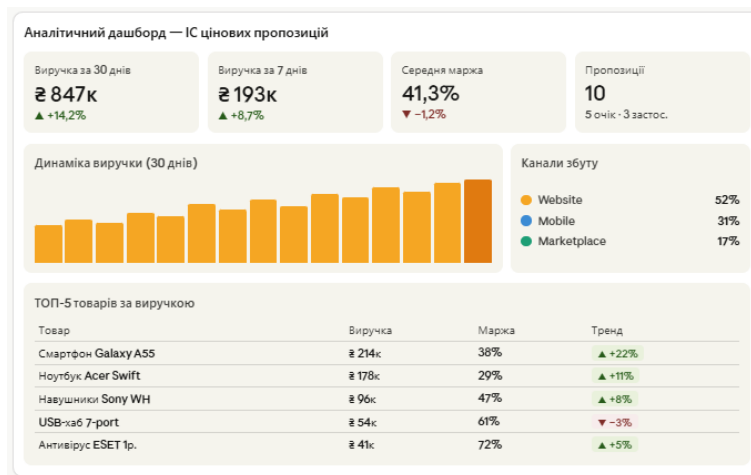 Аналітичний дашборд — ІС цінових пропозицій
Виручка за 30 днів
₴ 847к
▲ +14,2%
Виручка за 7 днів
₴ 193к
▲ +8,7%
Середня маржа
41,3%
▼ −1,2%
Пропозиції
10
5 очік · 3 застос.
Динаміка виручки (30 днів)
Канали збуту
Website 52%
Mobile 31%
Marketplace 17%
ТОП-5 товарів за виручкою
Товар Виручка Маржа Тренд
Смартфон Galaxy A55 ₴ 214к 38% ▲ +22%
Ноутбук Acer Swift ₴ 178к 29% ▲ +11%
Навушники Sony WH ₴ 96к 47% ▲ +8%
USB-хаб 7-port ₴ 54к 61% ▼ −3%
Антивірус ESET 1р. ₴ 41к 72% ▲ +5%